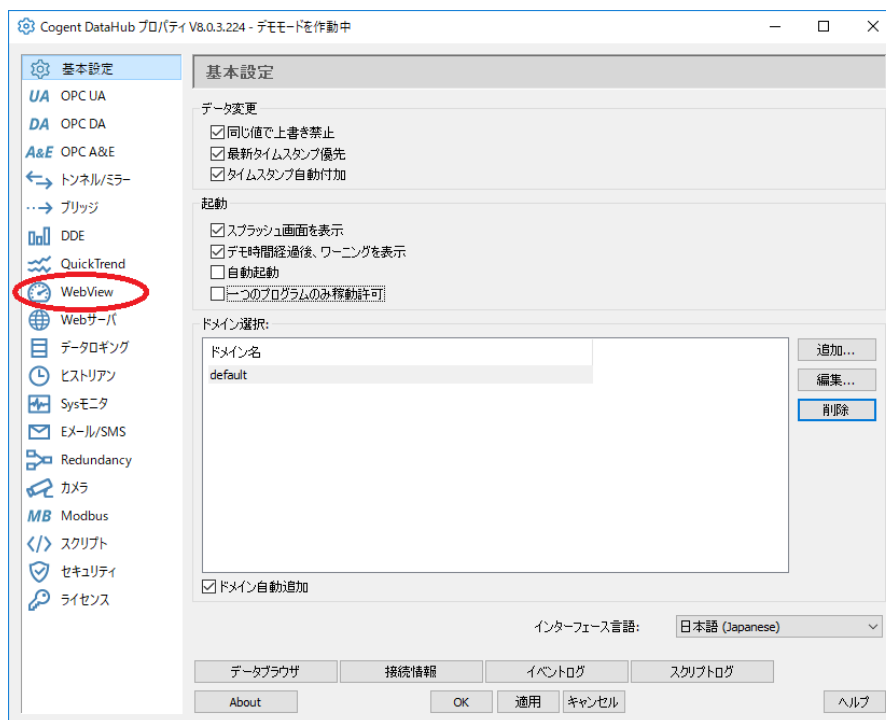 Cogent DataHub プロパティ V8.0.3.224 - デモモードを作動中
基本設定
UA OPC UA
DA OPC DA
A&E OPC A&E
トンネル/ミラー
ブリッジ
DDE
QuickTrend
WebView
Webサーバ
データロギング
ヒストリアン
Sysモニタ
Eメール/SMS
Redundancy
カメラ
MB Modbus
スクリプト
セキュリティ
ライセンス
基本設定
データ変更
同じ値で上書き禁止
最新タイムスタンプ優先
タイムスタンプ自動付加
起動
スプラッシュ画面を表示
デモ時間経過後、ワーニングを表示
自動起動
一つのプログラムのみ稼動許可
ドメイン選択:
ドメイン名
default
追加...
編集...
削除
ドメイン自動追加
インターフェース言語: 日本語 (Japanese)
データブラウザ 接続情報 イベントログ スクリプトログ
About OK 適用 キャンセル ヘルプ